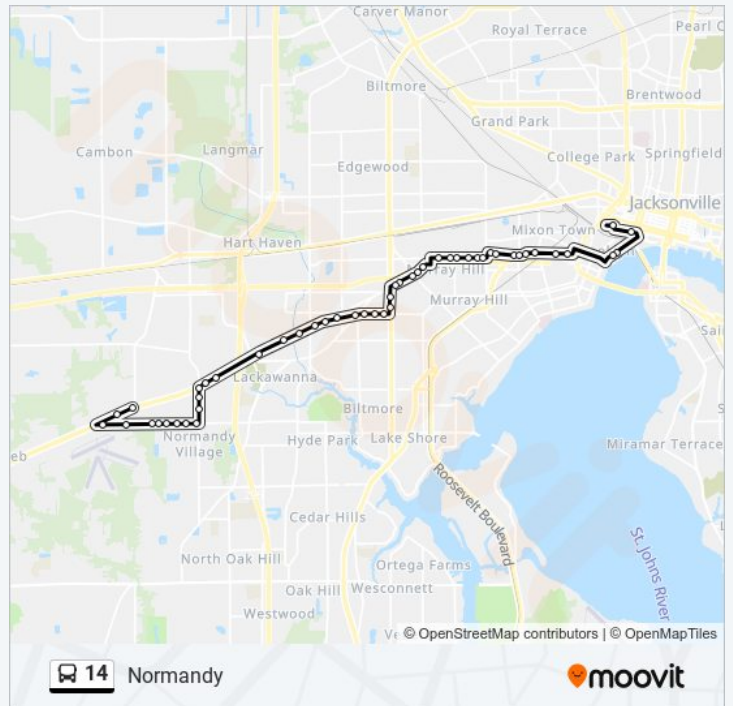 Carver Manor
Royal Terrace
Pearl C
Biltmore
Brentwood
Grand Park
Cambon
Langmar
College Park
Springfield
Edgewood
Jacksonville
Mixon Town
Hart Haven
Murray Hill
Murray Hill
Lackawanna
Biltmore
Normandy
Village
Hyde Park
Lake Shore
Miramar Terrace
eb
Roosevelt Boulevard
Cedar Hills
St. Johns River
North Oak Hill
Ortega Farms
Oak Hill
Wesconnett
Westwood
© OpenStreetMap contributors | © OpenMapTiles
14
Normandy
moovit